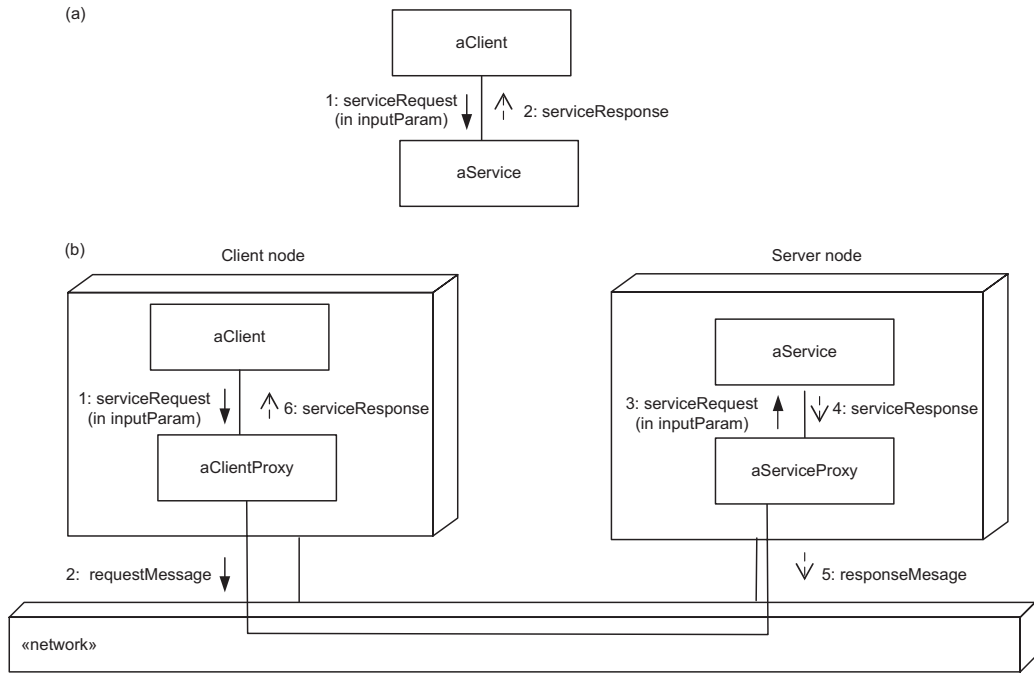 (a)
aClient
1: serviceRequest
(in inputParam)
2: serviceResponse
aService
(b)
Client node
Server node
aClient
aService
1: serviceRequest
(in inputParam)
6: serviceResponse
3: serviceRequest
(in inputParam)
4: serviceResponse
aClientProxy
aServiceProxy
2: requestMessage
5: responseMesage
«network»